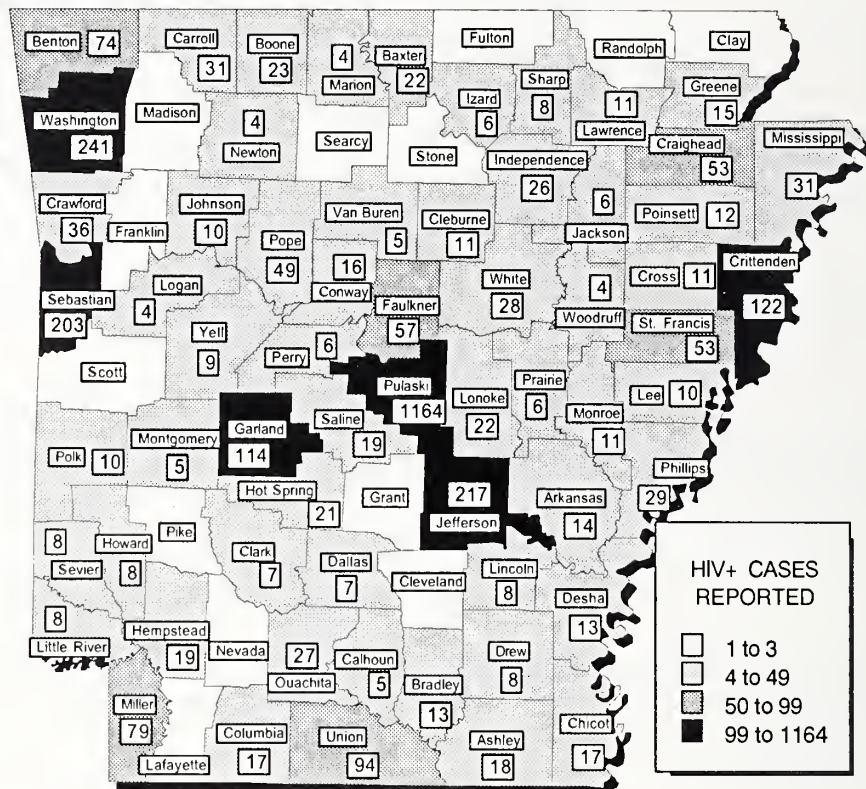 Benton 74
Carroll
31
Boone
23
4
Marion
Baxter
22
Fulton
Randolph
Clay
Sharp
8
Izard
6
11
Lawrence
Greene
15
Washington
241
Madison
4
Newton
Searcy
Stone
Independence
26
Craighead
53
Mississippi
31
Crawford
36
Franklin
Johnson
10
Pope
49
Van Buren
5
Cleburne
11
6
Jackson
Poinsett 12
Sebastian
203
Logan
4
16
Conway
Faulkner
57
White
28
4
Woodruff
Cross 11
Crittenden
122
St. Francis
53
Scott
Yell
9
Perry 6
Pulaski
1164
Lonoke
22
Prairie
6
Monroe
11
Lee 10
Polk 10
Montgomery
5
Garland
114
Saline
19
Hot Spring
21
Grant
217
Jefferson
Arkansas
14
Phillips
29
8
Sevier
Howard
8
Pike
Clark
7
Dallas
7
Cleveland
Lincoln
8
Desha
13
8
Little River
Hempstead
19
Nevada
27
Ouachita
Calhoun
5
Bradley
13
Drew
8
Miller
79
Lafayette
Columbia
17
Union
94
Ashley
18
Chicot
17
HIV+ CASES
REPORTED
1 to 3
4 to 49
50 to 99
99 to 1164